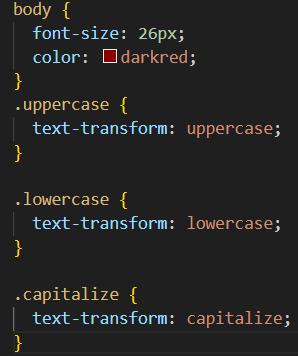 body {
  font-size: 26px;
  color: darkred;
}
.uppercase {
  text-transform: uppercase;
}

.lowercase {
  text-transform: lowercase;
}

.capitalize {
  text-transform: capitalize;
}